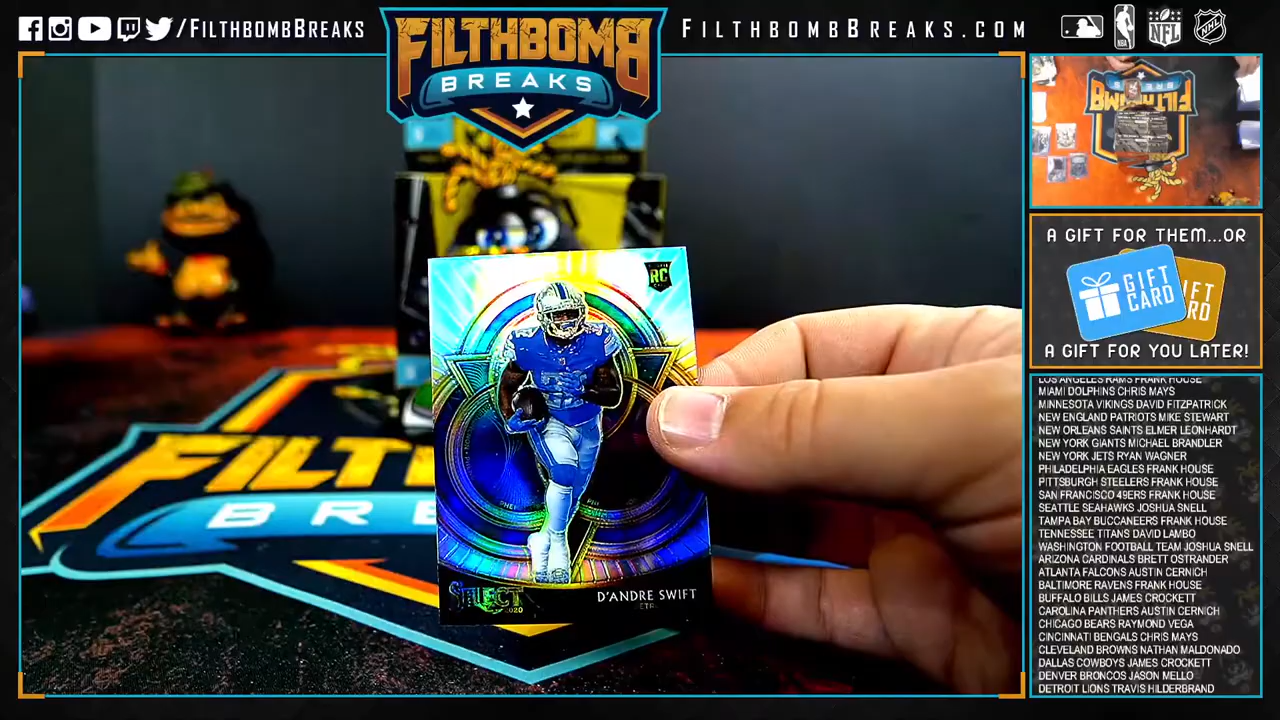 /FILTHBOMBBREAKS
FILTHBOMB
BREAKS
FILTHBOMBBREAKS.COM
NBA
NFL
NHL
A GIFT FOR THEM...OR
GIFT
CARD
A GIFT FOR YOU LATER!
RC
SELECT
2020
D'ANDRE SWIFT
LOS ANGELES RAMS FRANK HOUSE
MIAMI DOLPHINS CHRIS MAYS
MINNESOTA VIKINGS DAVID FITZPATRICK
NEW ENGLAND PATRIOTS MIKE STEWART
NEW ORLEANS SAINTS ELMER LEONHARDT
NEW YORK GIANTS MICHAEL BRANDLER
NEW YORK JETS RYAN WAGNER
PHILADELPHIA EAGLES FRANK HOUSE
PITTSBURGH STEELERS FRANK HOUSE
SAN FRANCISCO 49ERS FRANK HOUSE
SEATTLE SEAHAWKS JOSHUA SNELL
TAMPA BAY BUCCANEERS FRANK HOUSE
TENNESSEE TITANS DAVID LAMBO
WASHINGTON FOOTBALL TEAM JOSHUA SNELL
ARIZONA CARDINALS BRETT OSTRANDER
ATLANTA FALCONS AUSTIN CERNICH
BALTIMORE RAVENS FRANK HOUSE
BUFFALO BILLS JAMES CROCKETT
CAROLINA PANTHERS AUSTIN CERNICH
CHICAGO BEARS RAYMOND VEGA
CINCINNATI BENGALS CHRIS MAYS
CLEVELAND BROWNS NATHAN MALDONADO
DALLAS COWBOYS JAMES CROCKETT
DENVER BRONCOS JASON MELLO
DETROIT LIONS TRAVIS HILDERBRAND